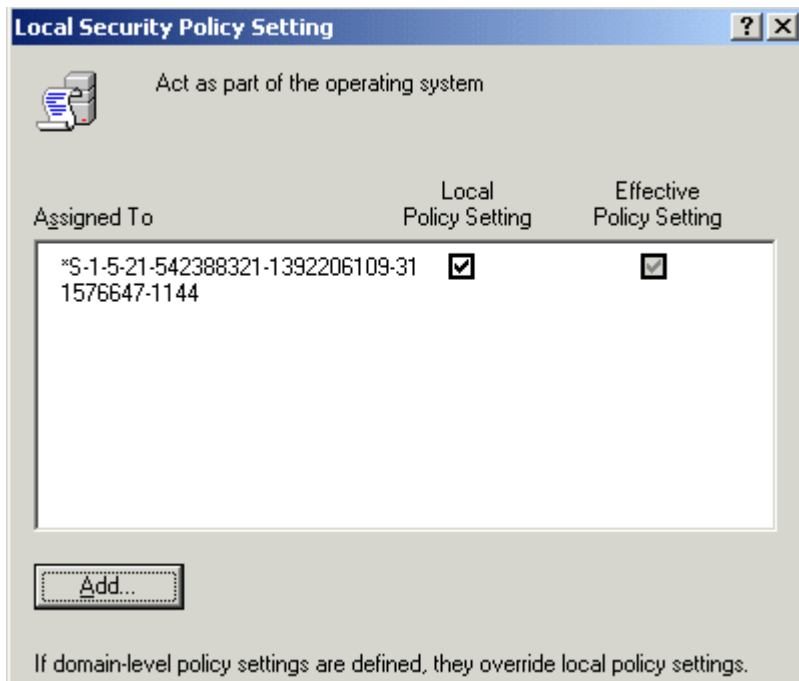 Local Security Policy Setting
Act as part of the operating system
Assigned To
Local
Policy Setting
Effective
Policy Setting
*S-1-5-21-542388321-1392206109-31
1576647-1144
Add...
If domain-level policy settings are defined, they override local policy settings.